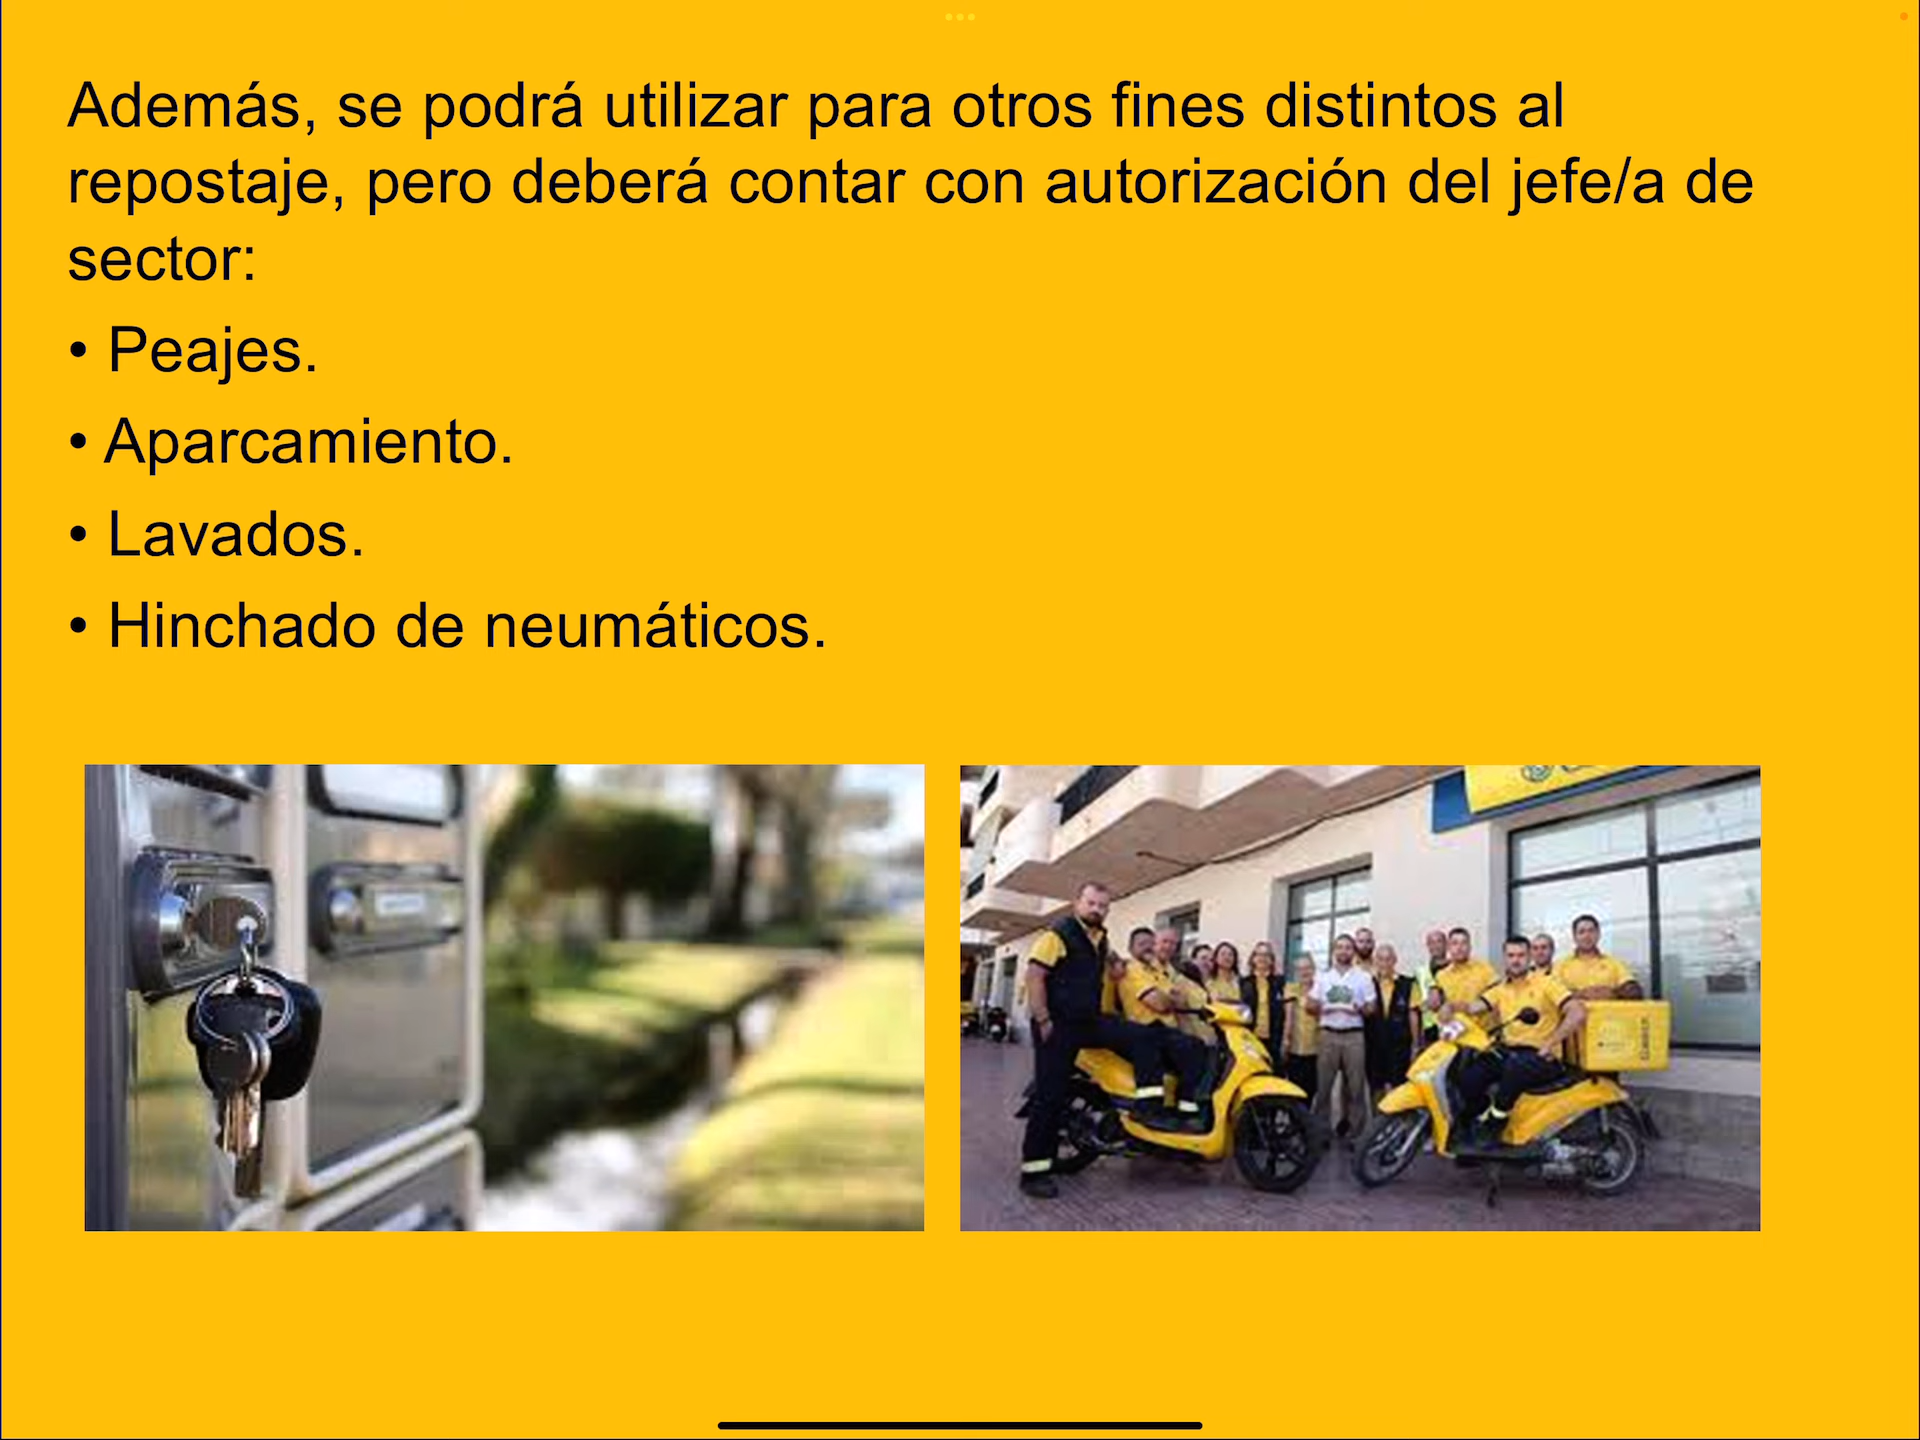 Además, se podrá utilizar para otros fines distintos al
repostaje, pero deberá contar con autorización del jefe/a de
sector:
• Peajes.
• Aparcamiento.
• Lavados.
• Hinchado de neumáticos.